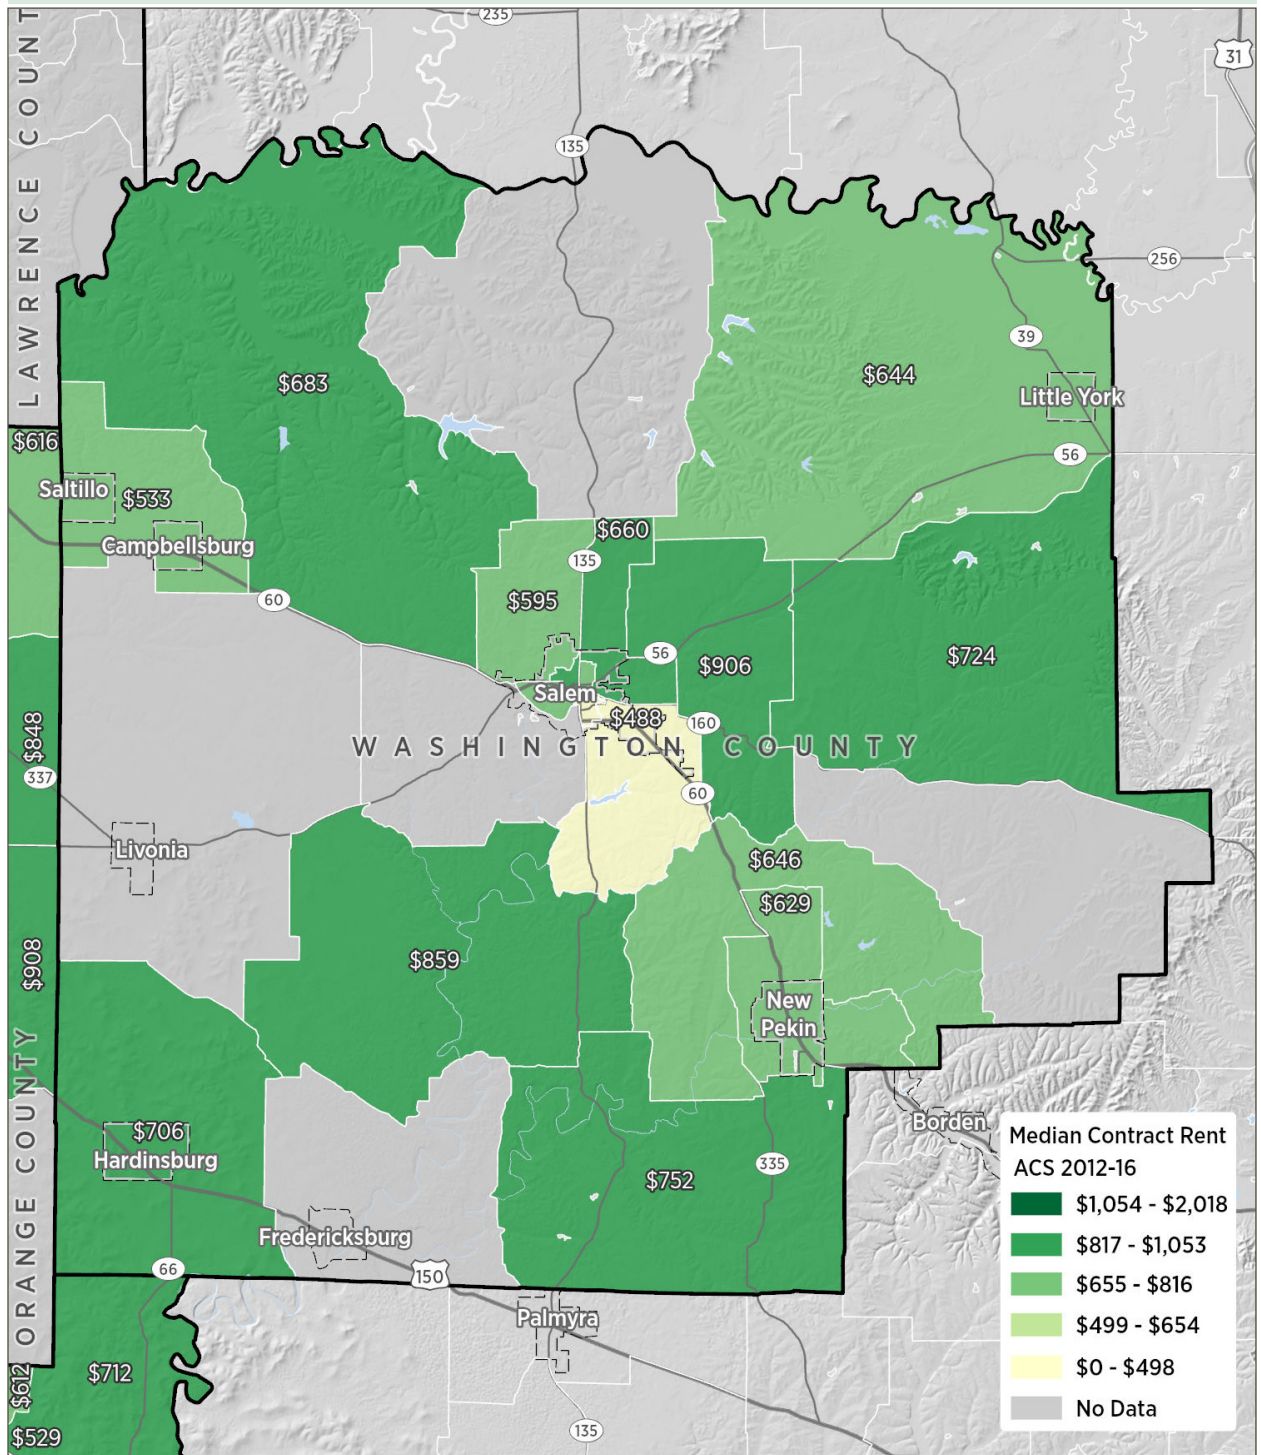 235
31
LAWRENCE COUNT
135
256
39
$683
$644
Little York
$616
56
Saltillo
$533
$660
Campbellsburg
135
60
$595
56
$906
$724
Salem
$488
160
WASHINGTON COUNTY
$848
337
60
Livonia
$646
$629
$859
$908
New
Pekin
ORANGE COUNTY
$706
Hardinsburg
Borden
335
$752
Fredericksburg
66
150
Palmyra
$712
$612
135
$529
Median Contract Rent
ACS 2012-16
$1,054 - $2,018
$817 - $1,053
$655 - $816
$499 - $654
$0 - $498
No Data